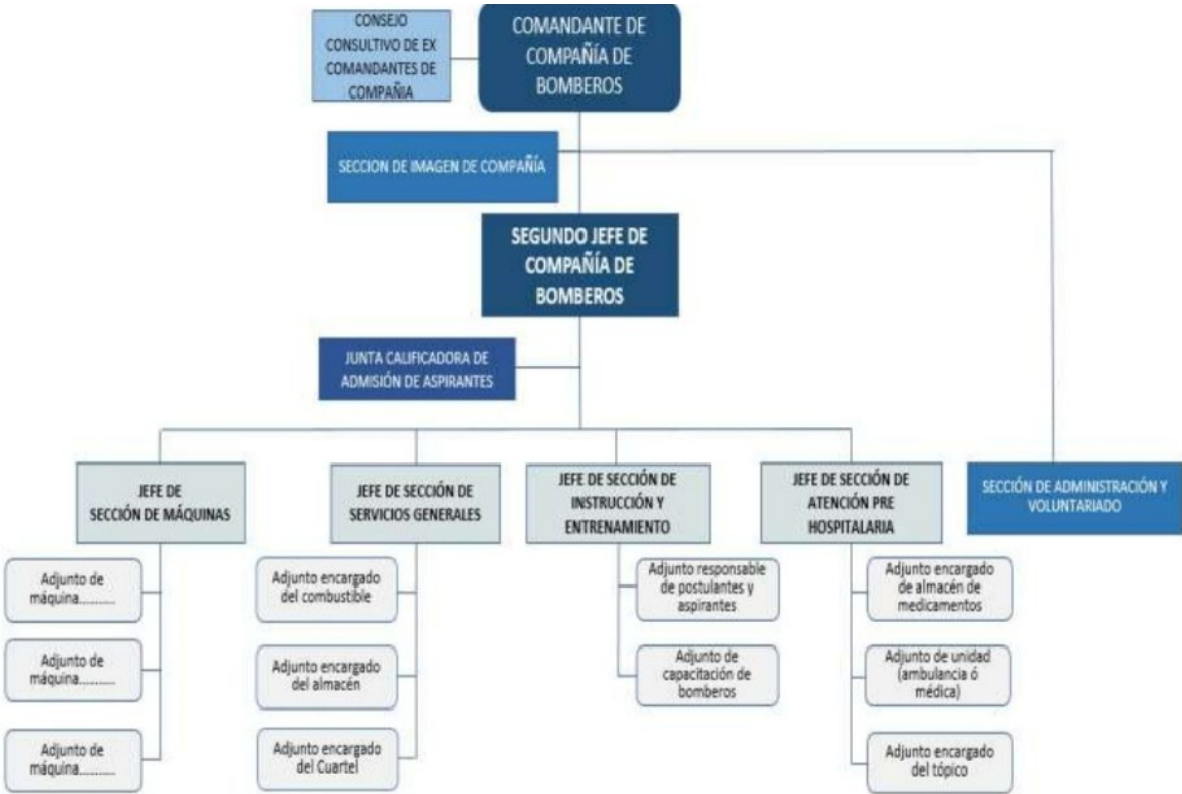 CONSEJO
CONSULTIVO DE EX
COMANDANTES DE
COMPAÑIA
COMANDANTE DE
COMPAÑÍA DE
BOMBEROS
SECCION DE IMAGEN DE COMPAÑÍA
SEGUNDO JEFE DE
COMPAÑÍA DE
BOMBEROS
JUNTA CALIFICADORA DE
ADMISIÓN DE ASPIRANTES
JEFE DE
SECCIÓN DE MÁQUINAS
JEFE DE SECCIÓN DE
SERVICIOS GENERALES
JEFE DE SECCIÓN DE
INSTRUCCIÓN Y
ENTRENAMIENTO
JEFE DE SECCIÓN DE
ATENCIÓN PRE
HOSPITALARIA
SECCIÓN DE ADMINISTRACIÓN Y
VOLUNTARIADO
Adjunto de
máquina...........
Adjunto de
máquina...........
Adjunto de
máquina...........
Adjunto encargado
del combustible
Adjunto encargado
del almacén
Adjunto encargado
del Cuartel
Adjunto responsable
de postulantes y
aspirantes
Adjunto de
capacitación de
bomberos
Adjunto encargado
de almacén de
medicamentos
Adjunto de unidad
(ambulancia ó
médica)
Adjunto encargado
del tópico